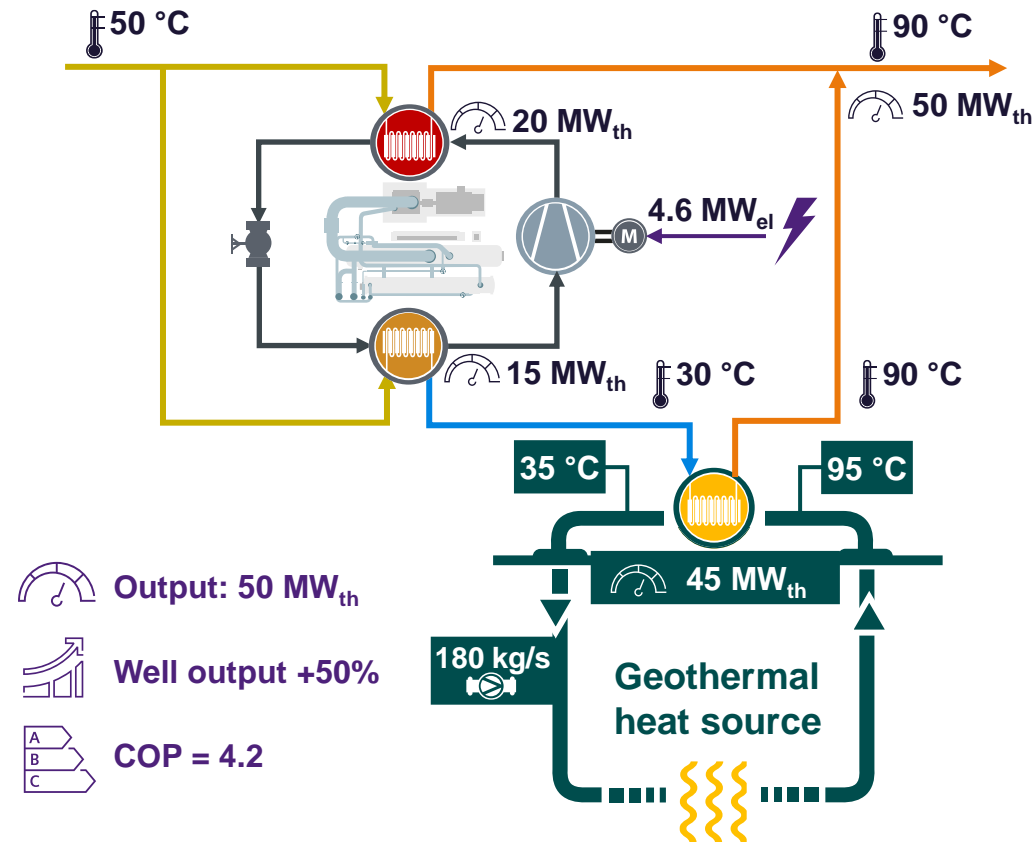 50 °C
90 °C
20 MWth
50 MWth
4.6 MWel
M
15 MWth
30 °C
90 °C
35 °C
95 °C
45 MWth
Output: 50 MWth
180 kg/s
Well output +50%
Geothermal
heat source
A
B
C
COP = 4.2